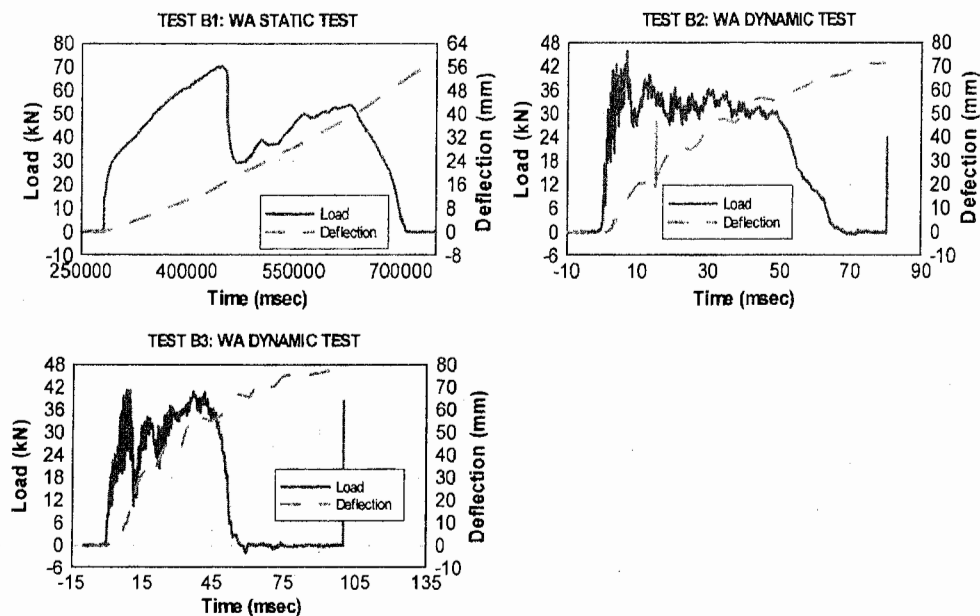 TEST B1: WA STATIC TEST
80
70
60
50
40
30
20
10
0
-10
64
56
48
40
32
24
16
8
0
-8
Load (kN)
Deflection (mm)
Load
Deflection
250000 400000 5500000 700000
Time (msec)
TEST B2: WA DYNAMIC TEST
48
42
36
30
24
18
12
6
0
-6
80
70
60
50
40
30
20
10
0
-10
Load (kN)
Defection (mm)
Load
Deflection
-10 10 30 50 70 90
Time (msec)
TEST B3: WA DYNAMIC TEST
48
42
36
30
24
18
12
6
0
-6
80
70
60
50
40
30
20
10
0
-10
Load (kN)
Deflection (mm)
Load
Deflection
-15 15 45 75 105 135
Time (msec)